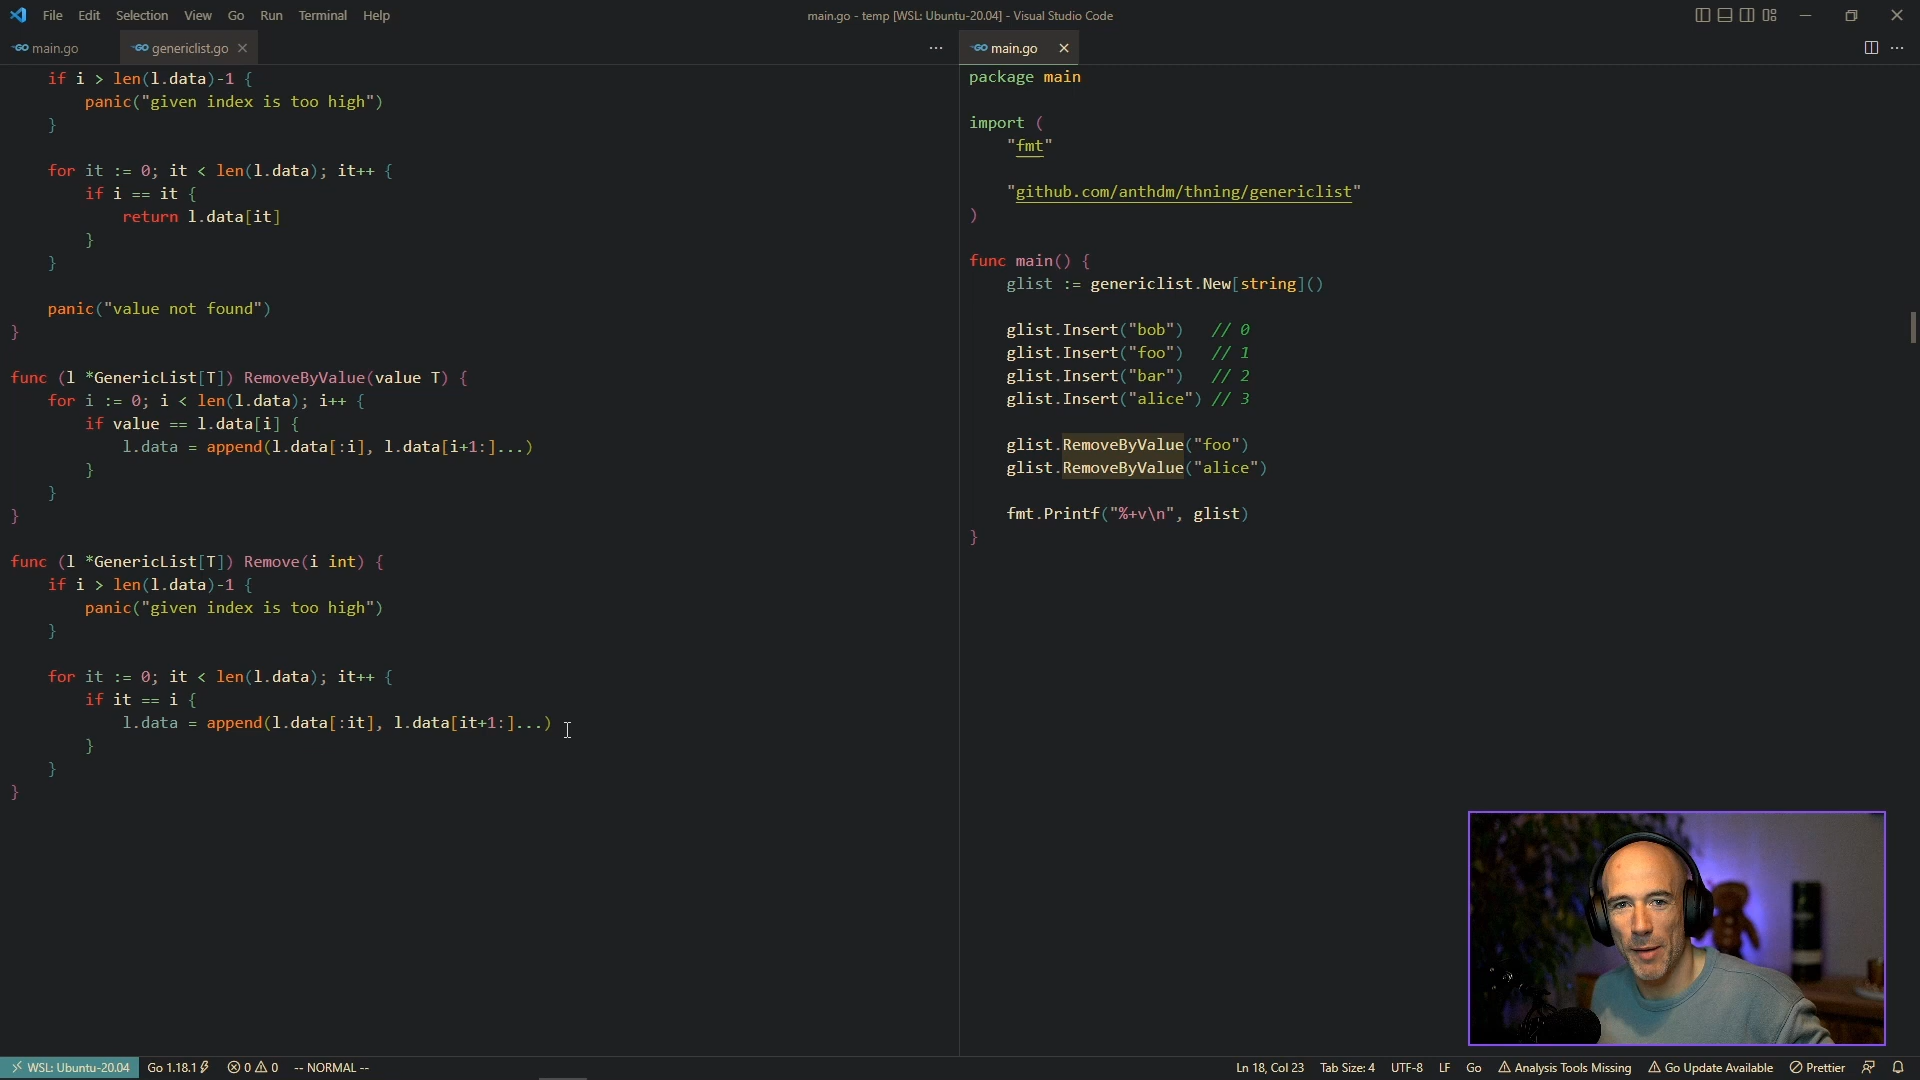 File Edit Selection View Go Run Terminal Help
main.go - temp [WSL: Ubuntu-20.04] - Visual Studio Code
main.go
genericlist.go
if i > len(l.data)-1 {
panic("given index is too high")
}
for it := 0; it < len(l.data); it++ {
if i == it {
return l.data[it]
}
}
panic("value not found")
}
func (l *GenericList[T]) RemoveByValue(value T) {
for i := 0; i < len(l.data); i++ {
if value == l.data[i] {
l.data = append(l.data[:i], l.data[i+1:]...)
}
}
}
func (l *GenericList[T]) Remove(i int) {
if i > len(l.data)-1 {
panic("given index is too high")
}
for it := 0; it < len(l.data); it++ {
if it == i {
l.data = append(l.data[:it], l.data[it+1:]...)
}
}
}
main.go
package main
import (
"fmt"
"github.com/anthdm/thning/genericlist"
)
func main() {
glist := genericlist.New[string]()
glist.Insert("bob") // 0
glist.Insert("foo") // 1
glist.Insert("bar") // 2
glist.Insert("alice") // 3
glist.RemoveByValue("foo")
glist.RemoveByValue("alice")
fmt.Printf("%+v\n", glist)
}
WSL: Ubuntu-20.04 Go 1.18.1 0 0 -- NORMAL --
Ln 18, Col 23 Tab Size: 4 UTF-8 LF Go Analysis Tools Missing Go Update Available Prettier